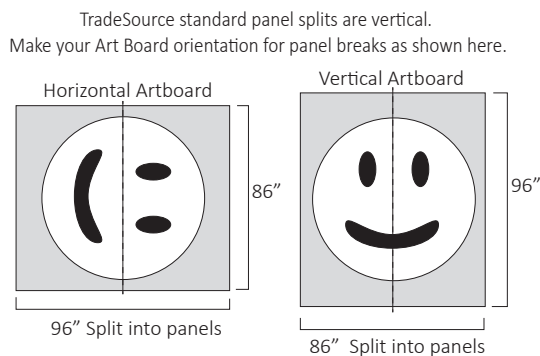 TradeSource standard panel splits are vertical.
Make your Art Board orientation for panel breaks as shown here.
Horizontal Artboard
86”
96” Split into panels
Vertical Artboard
96”
86”  Split into panels